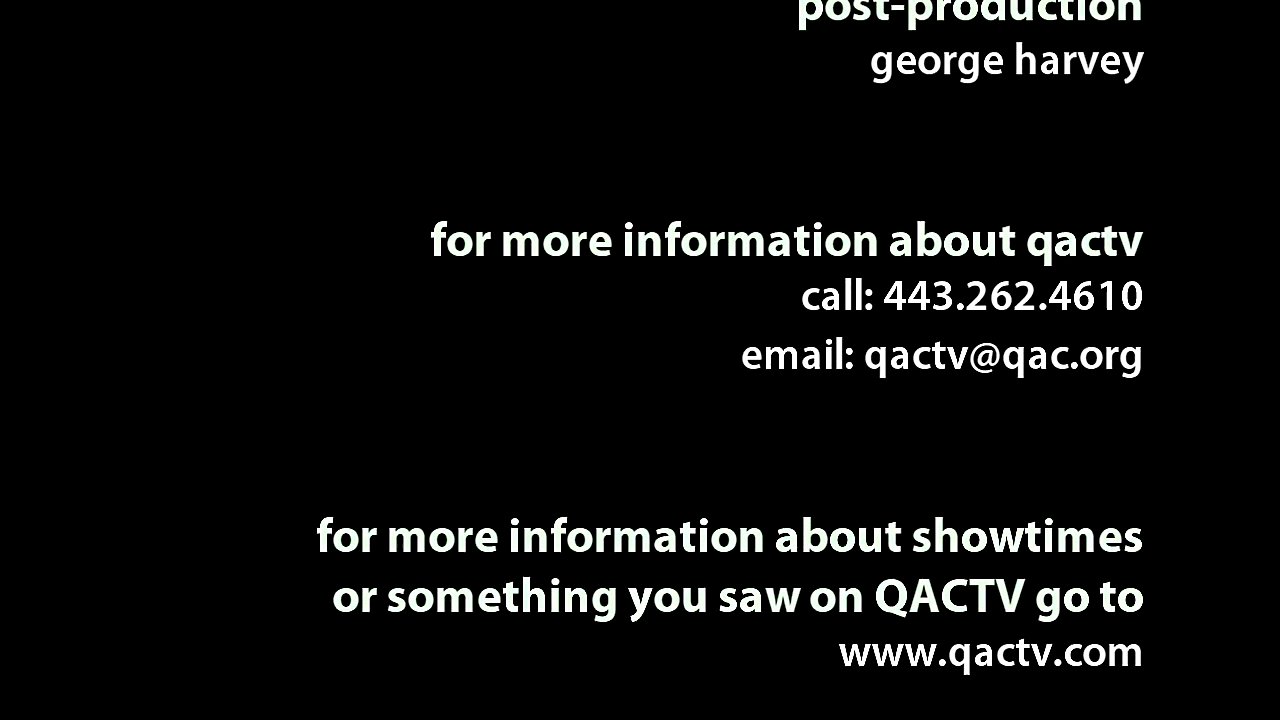 post-production
george harvey
for more information about qactv
call: 443.262.4610
email: qactv@qac.org
for more information about showtimes
or something you saw on QACTV go to
www.qactv.com